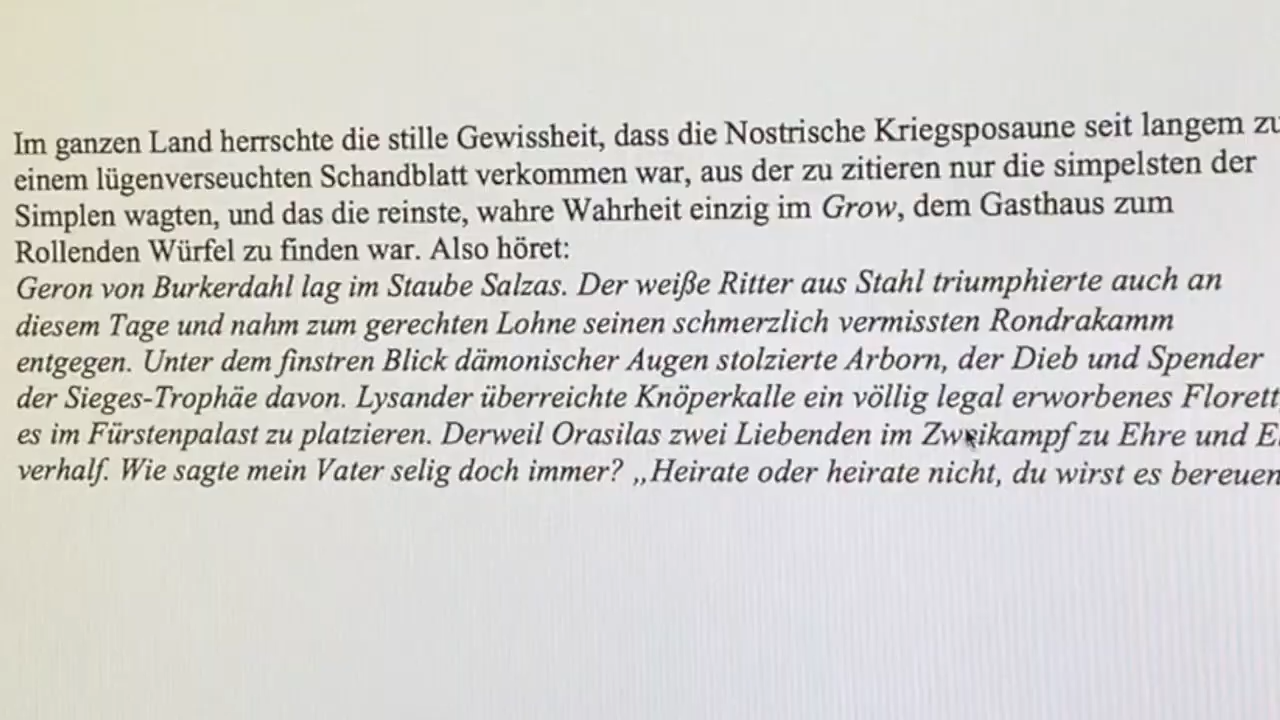 Im ganzen Land herrschte die stille Gewissheit, dass die Nostrische Kriegsposaune seit langem zu
einem lügenverseuchten Schandblatt verkommen war, aus der zu zitieren nur die simpelsten der
Simplen wagten, und das die reinste, wahre Wahrheit einzig im Grow, dem Gasthaus zum
Rollenden Würfel zu finden war. Also höret:
Geron von Burkerdahl lag im Staube Salzas. Der weiße Ritter aus Stahl triumphierte auch an
diesem Tage und nahm zum gerechten Lohne seinen schmerzlich vermissten Rondrakamm
entgegen. Unter dem finstren Blick dämonischer Augen stolzierte Arborn, der Dieb und Spender
der Sieges-Trophäe davon. Lysander überreichte Knöperkalle ein völlig legal erworbenes Florett,
es im Fürstenpalast zu platzieren. Derweil Orasilas zwei Liebenden im Zweikampf zu Ehre und
verhalf. Wie sagte mein Vater selig doch immer? „Heirate oder heirate nicht, du wirst es bereuen